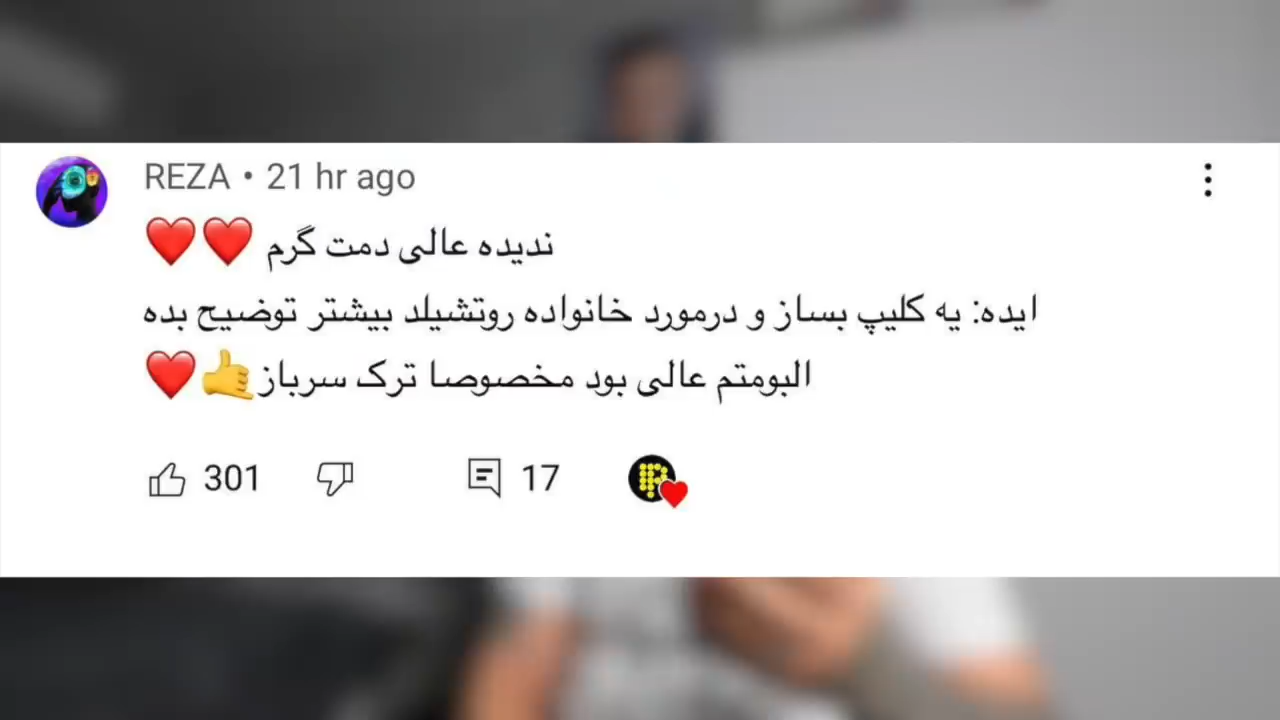 REZA • 21 hr ago
ندیده عالی دمت گرم ❤️❤️
ایده: یه کلیپ بساز و درمورد خانواده روتشیلد بیشتر توضیح بده
البومتم عالی بود مخصوصا ترک سرباز🤙❤️
301 17